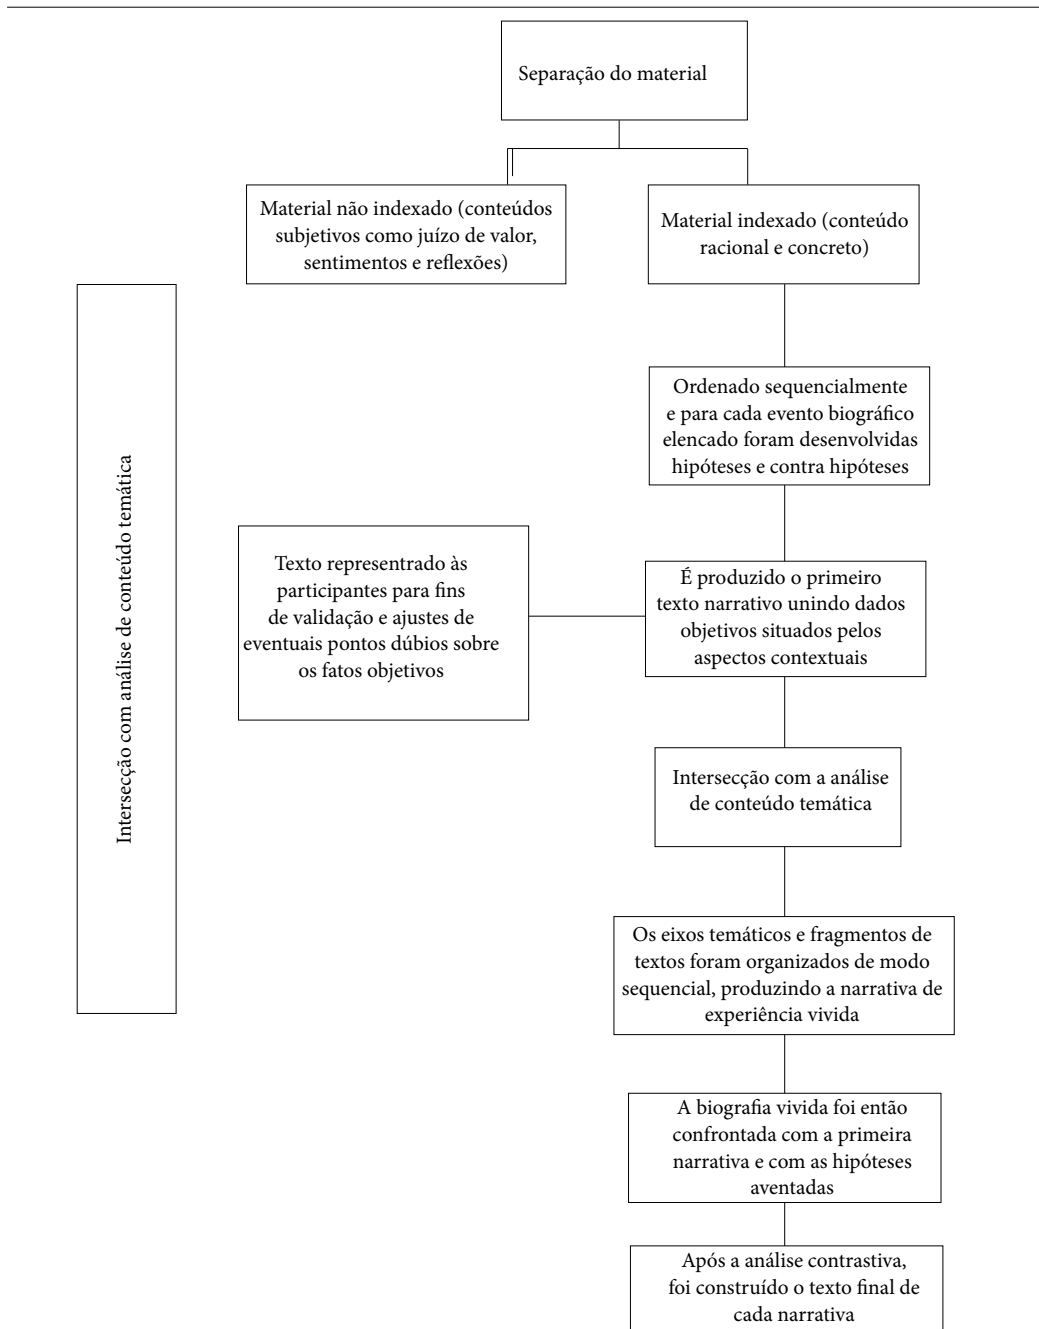 Separação do material
Material não indexado (conteúdos
subjetivos como juízo de valor,
sentimentos e reflexões)
Material indexado (conteúdo
racional e concreto)
Intersecção com análise de conteúdo temática
Ordenado sequencialmente
e para cada evento biográfico
elencado foram desenvolvidas
hipóteses e contra hipóteses
Texto representrado às
participantes para fins
de validação e ajustes de
eventuais pontos dúbios sobre
os fatos objetivos
É produzido o primeiro
texto narrativo unindo dados
objetivos situados pelos
aspectos contextuais
Intersecção com a análise
de conteúdo temática
Os eixos temáticos e fragmentos de
textos foram organizados de modo
sequencial, produzindo a narrativa de
experiência vivida
A biografia vivida foi então
confrontada com a primeira
narrativa e com as hipóteses
aventadas
Após a análise contrastiva,
foi construído o texto final de
cada narrativa